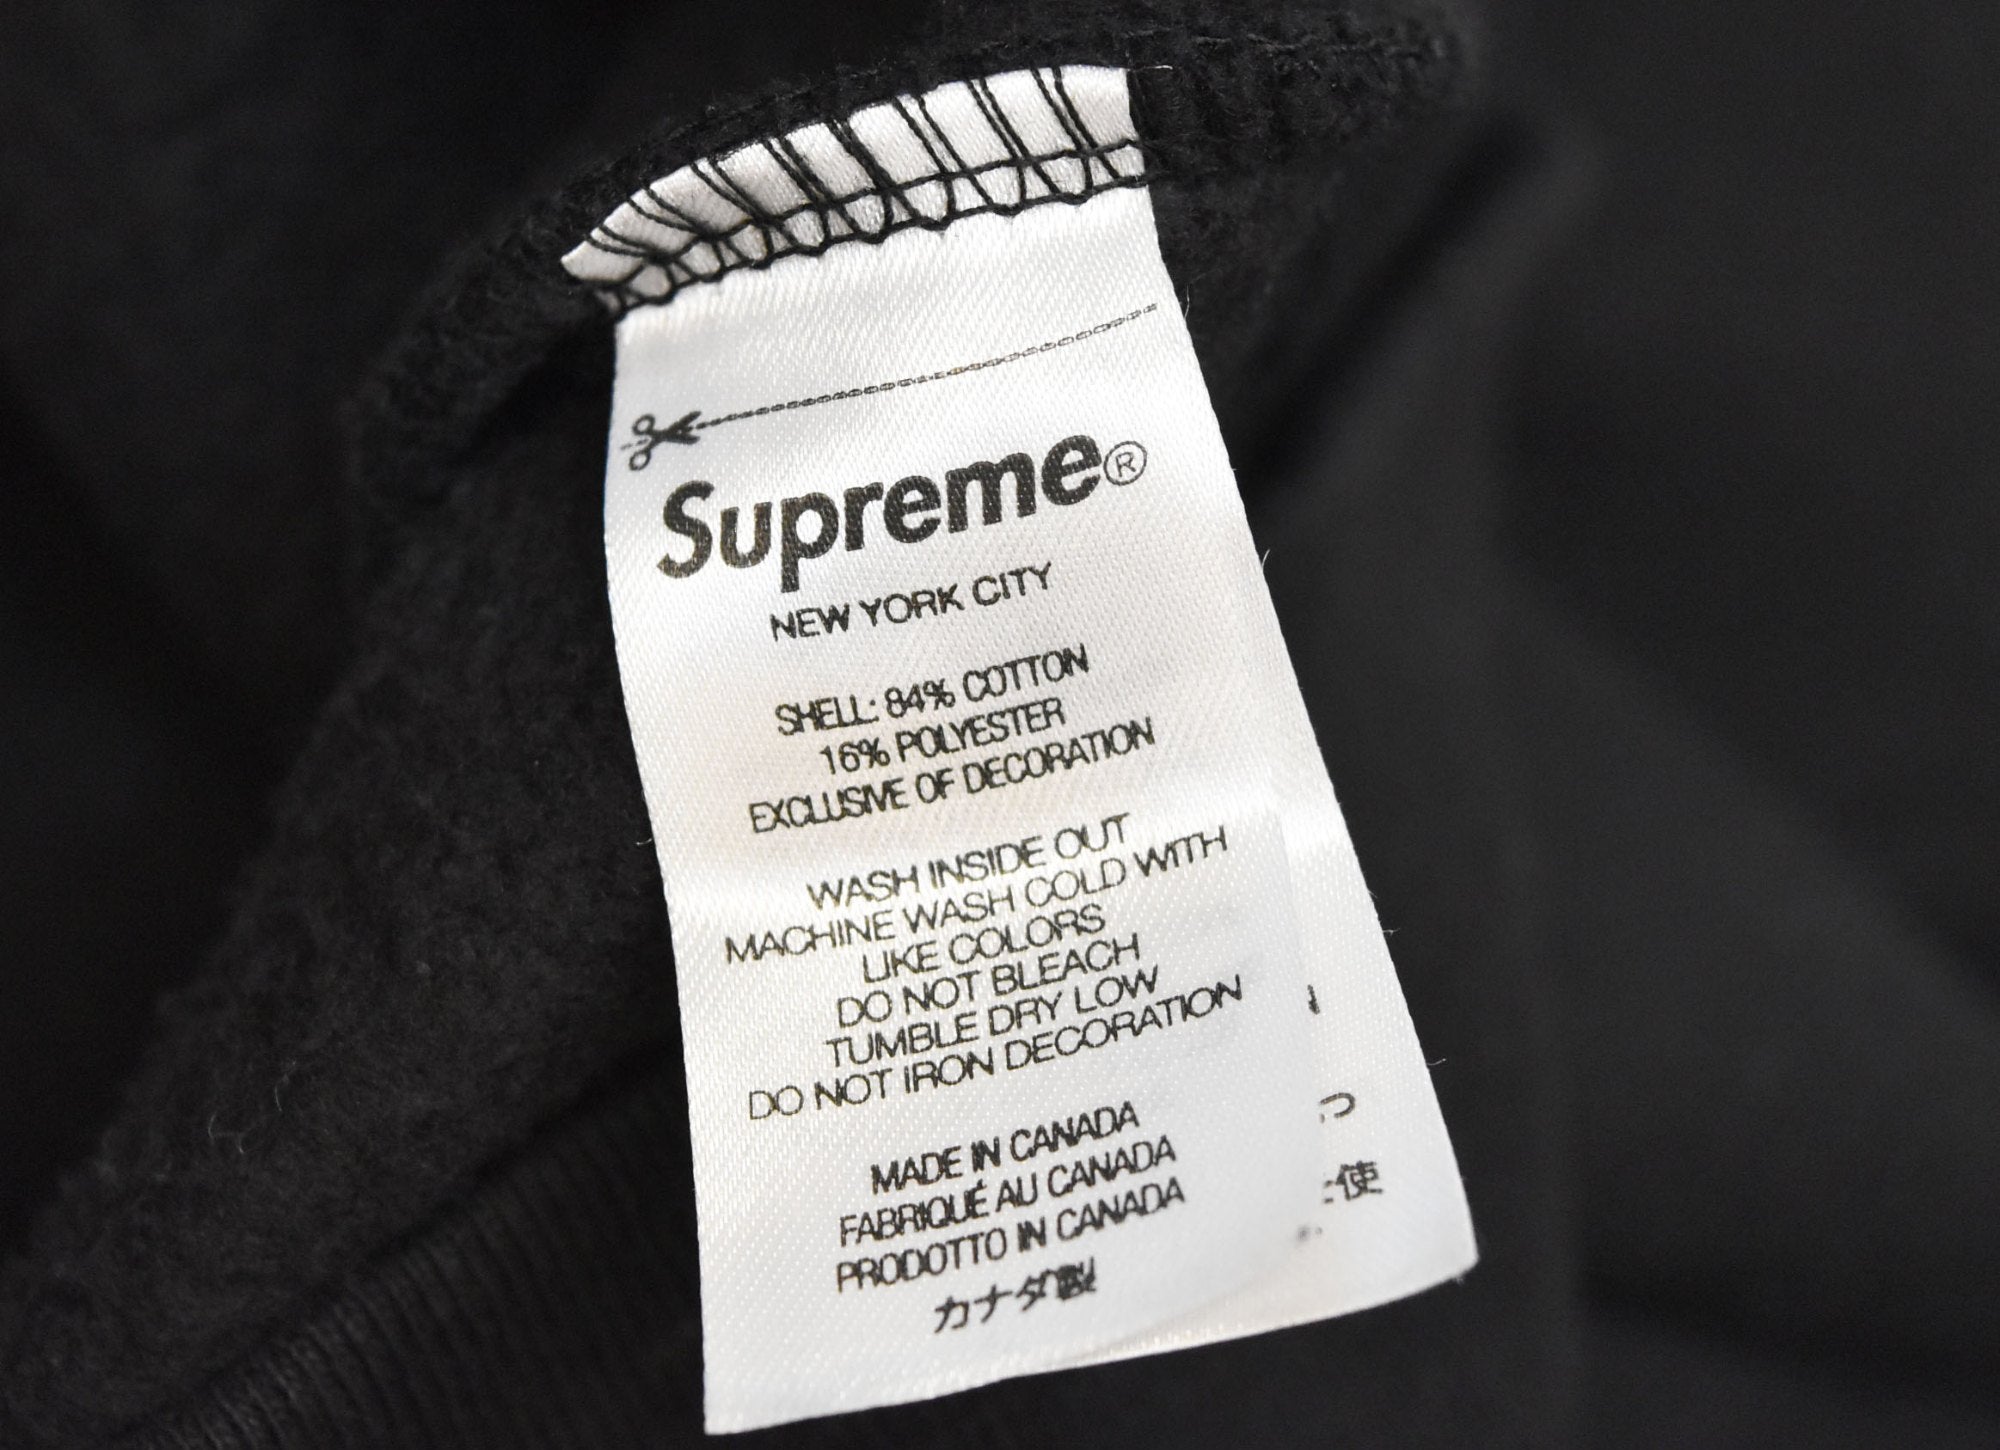 Supreme®
NEW YORK CITY
SHELL: 84% COTTON
16% POLYESTER
EXCLUSIVE OF DECORATION
WASH INSIDE OUT
MACHINE WASH COLD WITH
LIKE COLORS
DO NOT BLEACH
TUMBLE DRY LOW
DO NOT IRON DECORATION
MADE IN CANADA
FABRIQUÉ AU CANADA
PRODOTTO IN CANADA
カナダ製
つ
使